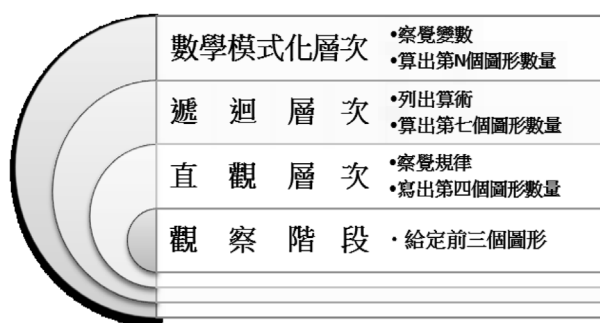 數學模式化層次
•察覺變數
•算出第N個圖形數量
遞迴層次
•列出算術
•算出第七個圖形數量
直觀層次
•察覺規律
•寫出第四個圖形數量
觀察階段
•給定前三個圖形